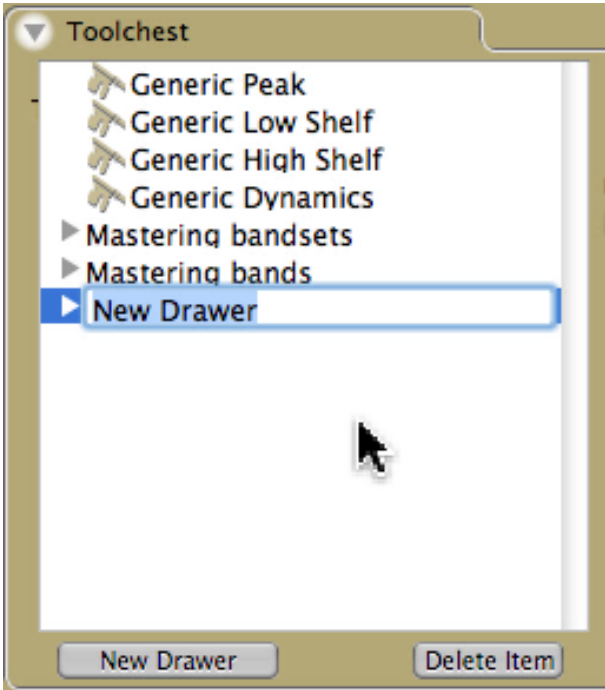 Toolchest
Generic Peak
Generic Low Shelf
Generic High Shelf
Generic Dynamics
Mastering bandsets
Mastering bands
New Drawer
New Drawer
Delete Item